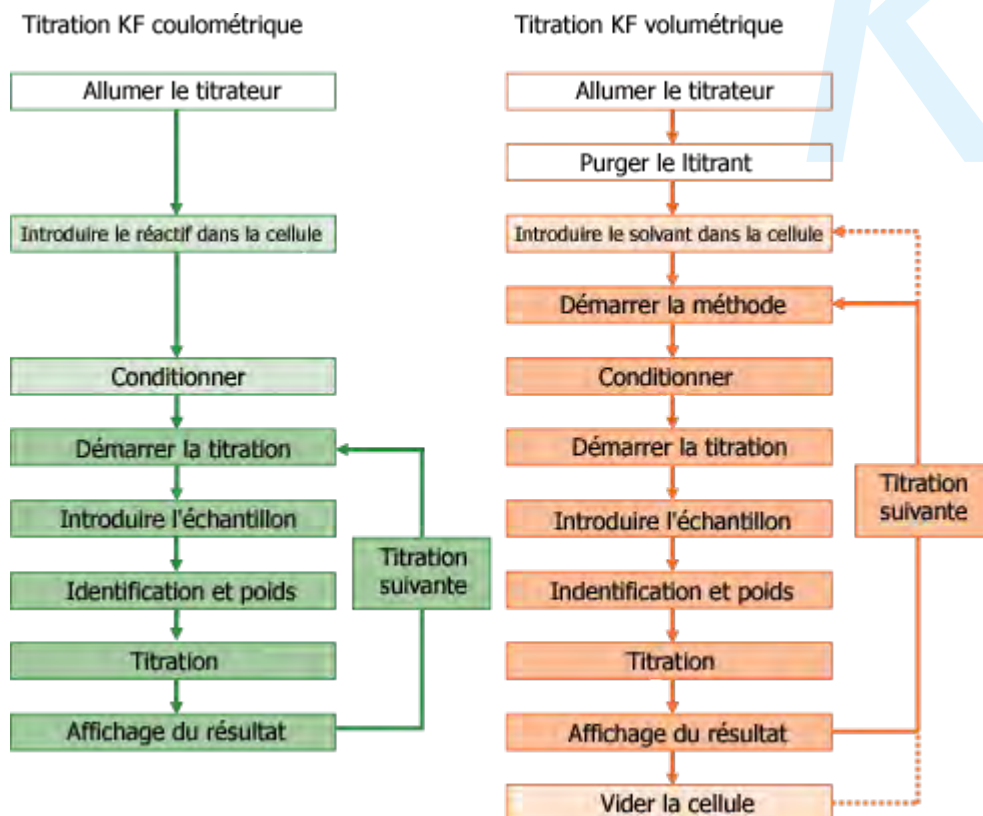 Titration KF coulométrique
Allumer le titrateur
Introduire le réactif dans la cellule
Conditionner
Démarrer la titration
Introduire l'échantillon
Identification et poids
Titration
Affichage du résultat
Titration
suivante
Titration KF volumétrique
Allumer le titrateur
Purger le ltitrant
Introduire le solvant dans la cellule
Démarrer la méthode
Conditionner
Démarrer la titration
Introduire l'échantillon
Indentification et poids
Titration
Affichage du résultat
Vider la cellule
Titration
suivante
K